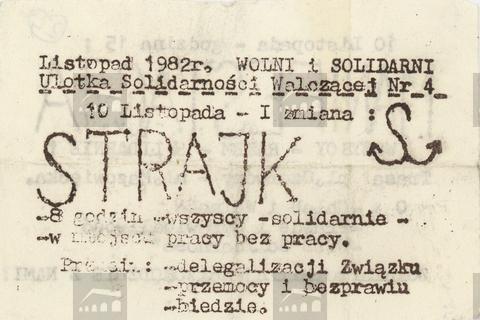 Listopad 1982r. WOLNI i SOLIDARNI
Ulotka Solidarności Walczącej Nr 4
10 Listopada - I zmiana :
STRAJK
-8 godzin -wszyscy -solidarnie -
-w miejscu pracy bez pracy.
Przeciw: -delegalizacji Związku
-przemocy i bezprawiu
-biedzie.